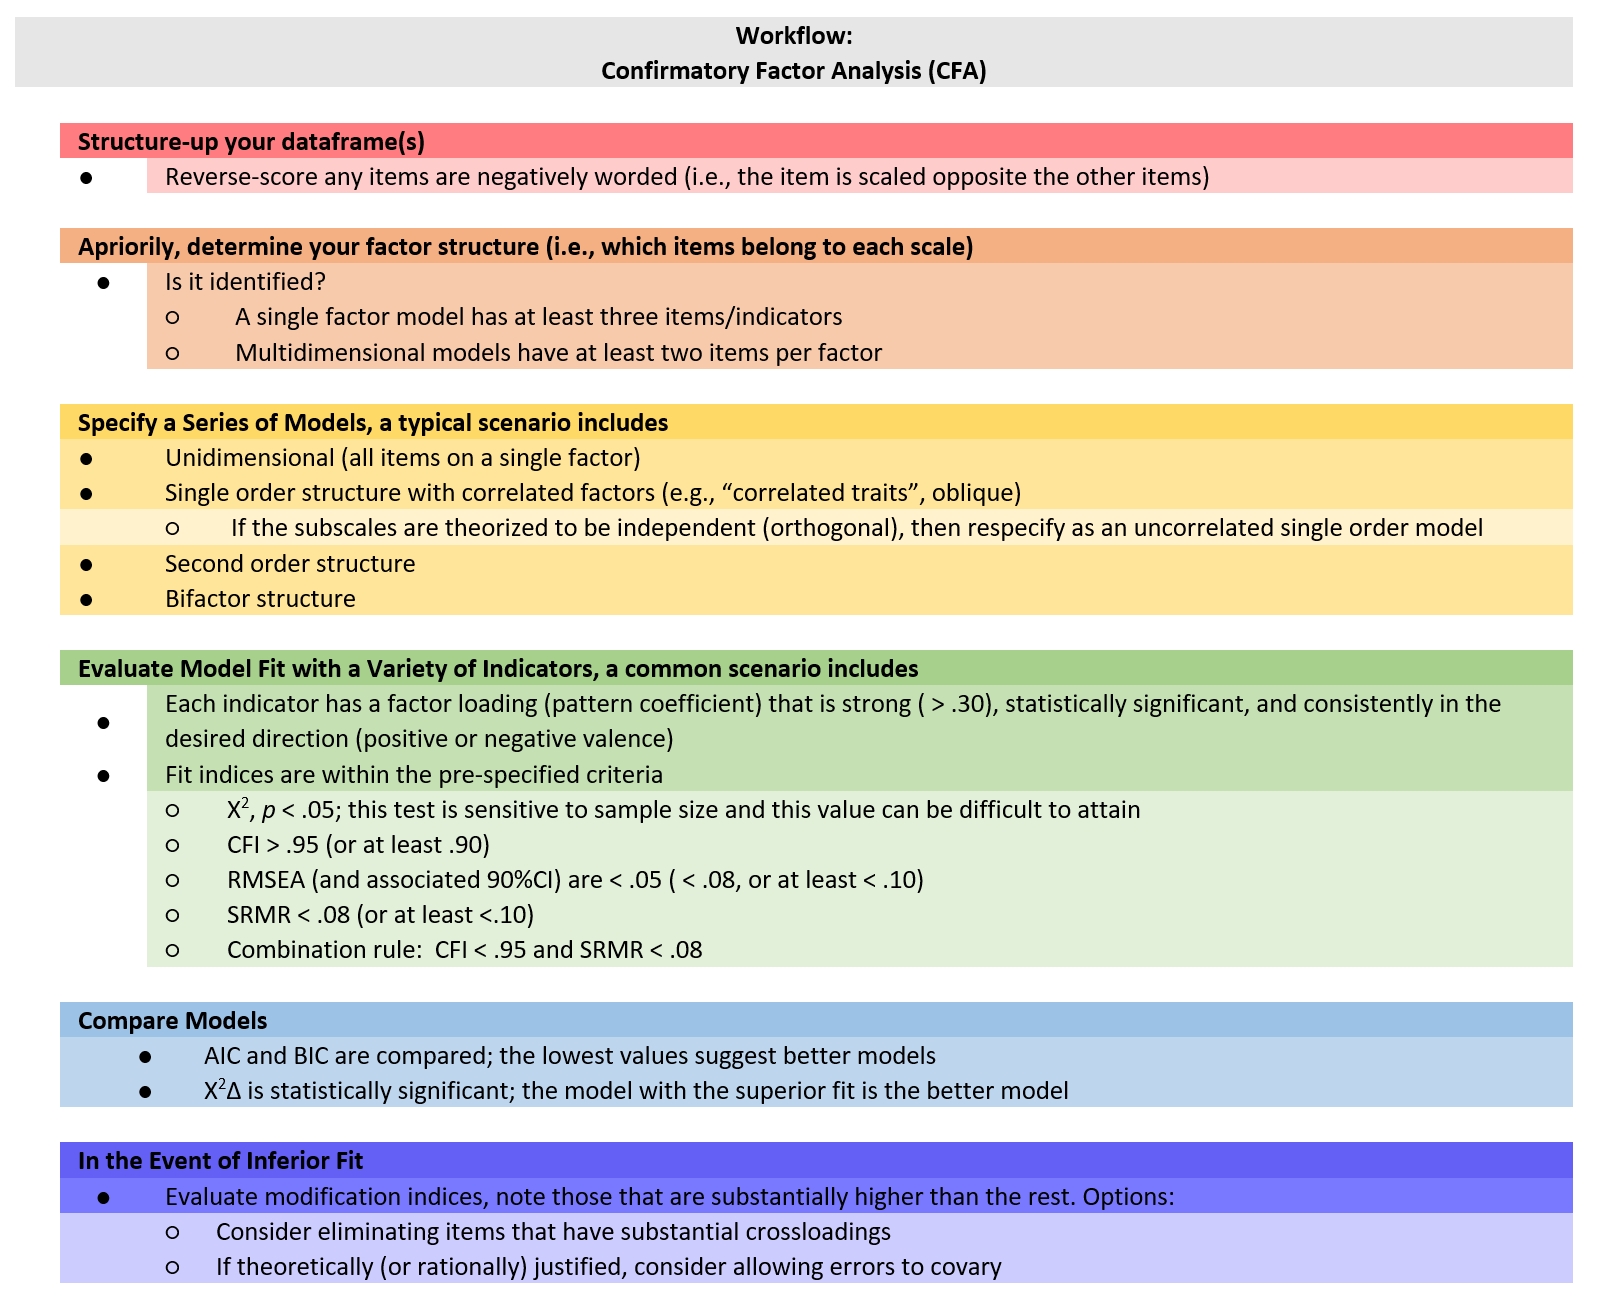 Workflow:
Confirmatory Factor Analysis (CFA)
Structure-up your dataframe(s)
● Reverse-score any items are negatively worded (i.e., the item is scaled opposite the other items)
Apriorily, determine your factor structure (i.e., which items belong to each scale)
● Is it identified?
○ A single factor model has at least three items/indicators
○ Multidimensional models have at least two items per factor
Specify a Series of Models, a typical scenario includes
● Unidimensional (all items on a single factor)
● Single order structure with correlated factors (e.g., “correlated traits”, oblique)
○ If the subscales are theorized to be independent (orthogonal), then respecify as an uncorrelated single order model
● Second order structure
● Bifactor structure
Evaluate Model Fit with a Variety of Indicators, a common scenario includes
● Each indicator has a factor loading (pattern coefficient) that is strong ( > .30), statistically significant, and consistently in the
desired direction (positive or negative valence)
● Fit indices are within the pre-specified criteria
○ X², p < .05; this test is sensitive to sample size and this value can be difficult to attain
○ CFI > .95 (or at least .90)
○ RMSEA (and associated 90%CI) are < .05 ( < .08, or at least < .10)
○ SRMR < .08 (or at least <.10)
○ Combination rule: CFI < .95 and SRMR < .08
Compare Models
● AIC and BIC are compared; the lowest values suggest better models
● X²Δ is statistically significant; the model with the superior fit is the better model
In the Event of Inferior Fit
● Evaluate modification indices, note those that are substantially higher than the rest. Options:
○ Consider eliminating items that have substantial crossloadings
○ If theoretically (or rationally) justified, consider allowing errors to covary